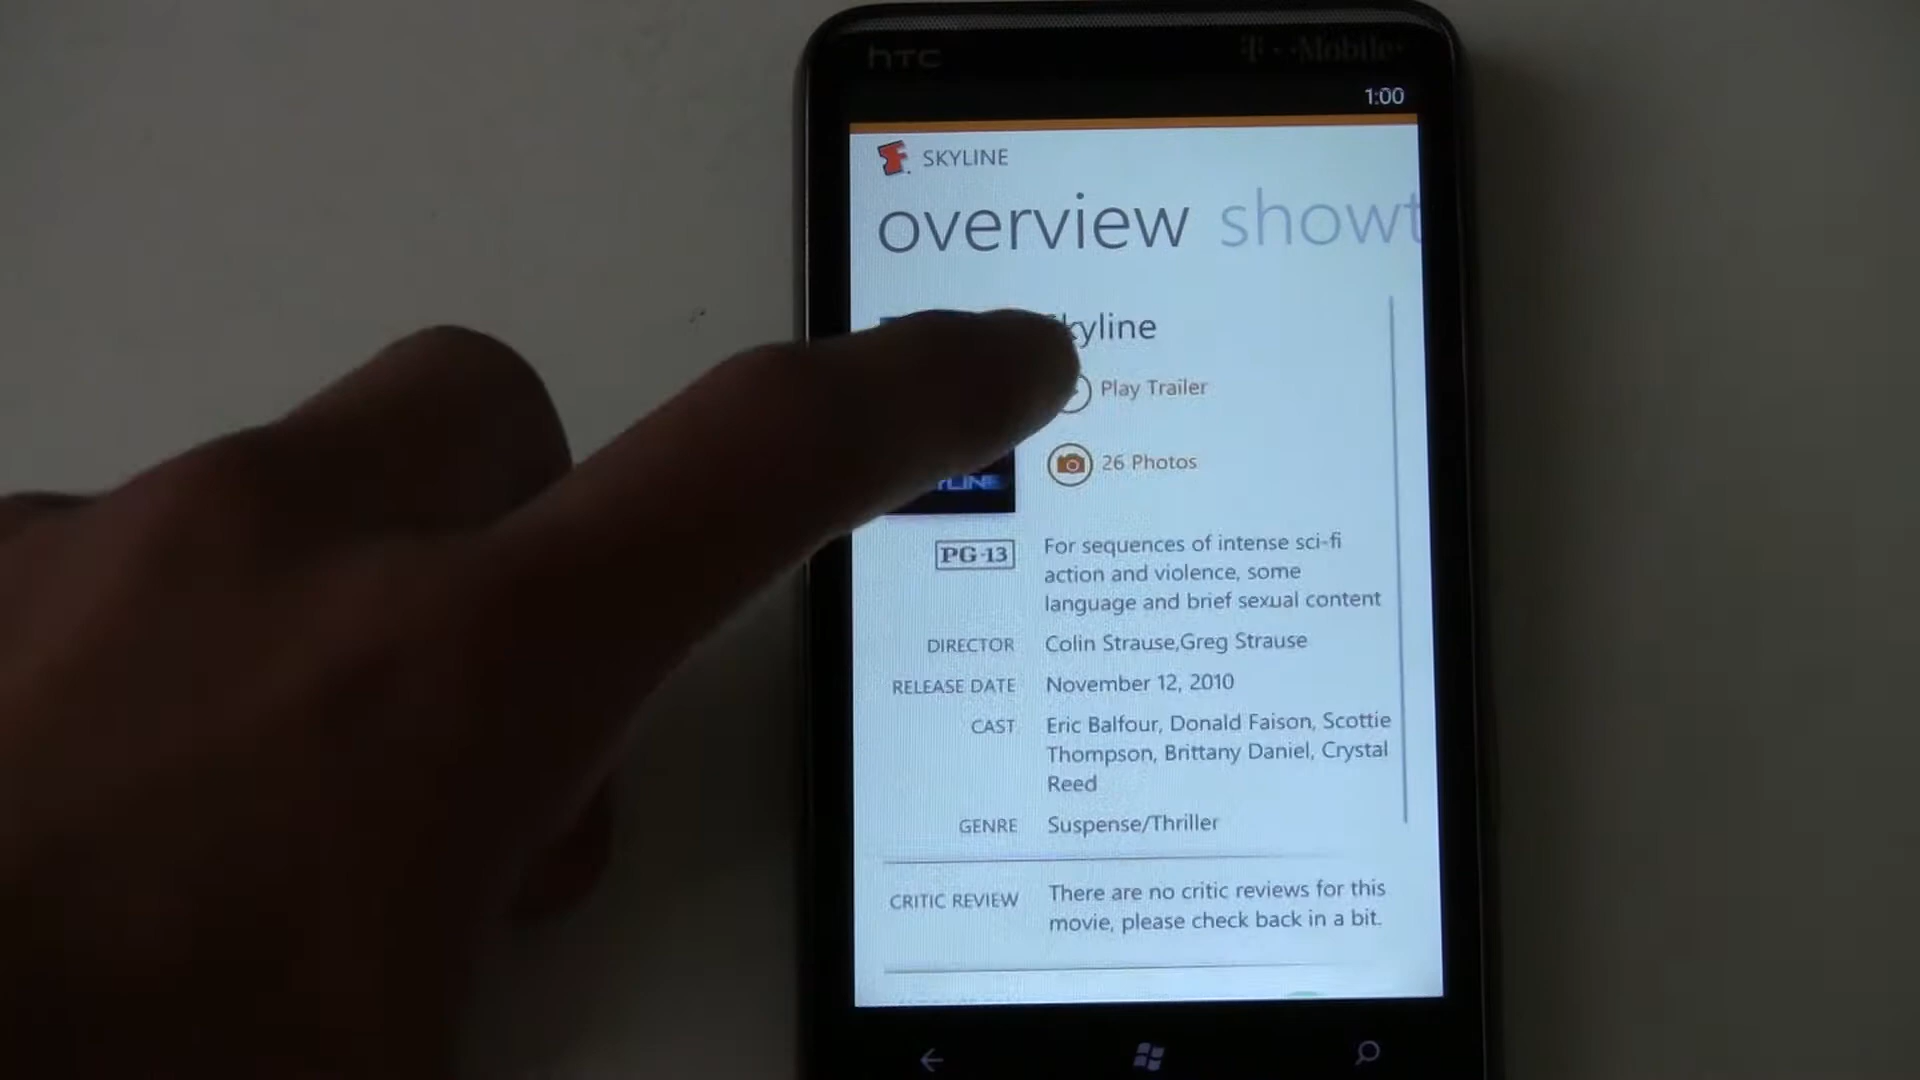 hTC
T-Mobile
1:00
SKYLINE
overview showt
kyline
Play Trailer
26 Photos
YLINE
PG-13
For sequences of intense sci-fi
action and violence, some
language and brief sexual content
DIRECTOR Colin Strause,Greg Strause
RELEASE DATE November 12, 2010
CAST Eric Balfour, Donald Faison, Scottie
Thompson, Brittany Daniel, Crystal
Reed
GENRE Suspense/Thriller
CRITIC REVIEW There are no critic reviews for this
movie, please check back in a bit.